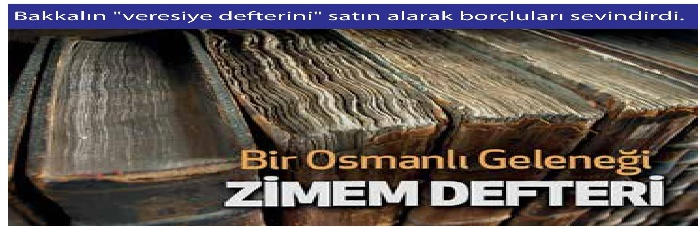 Bakkalın "veresiye defterini" satın alarak borçluları sevindirdi.
Bir Osmanlı Geleneği
ZİMEM DEFTERİ